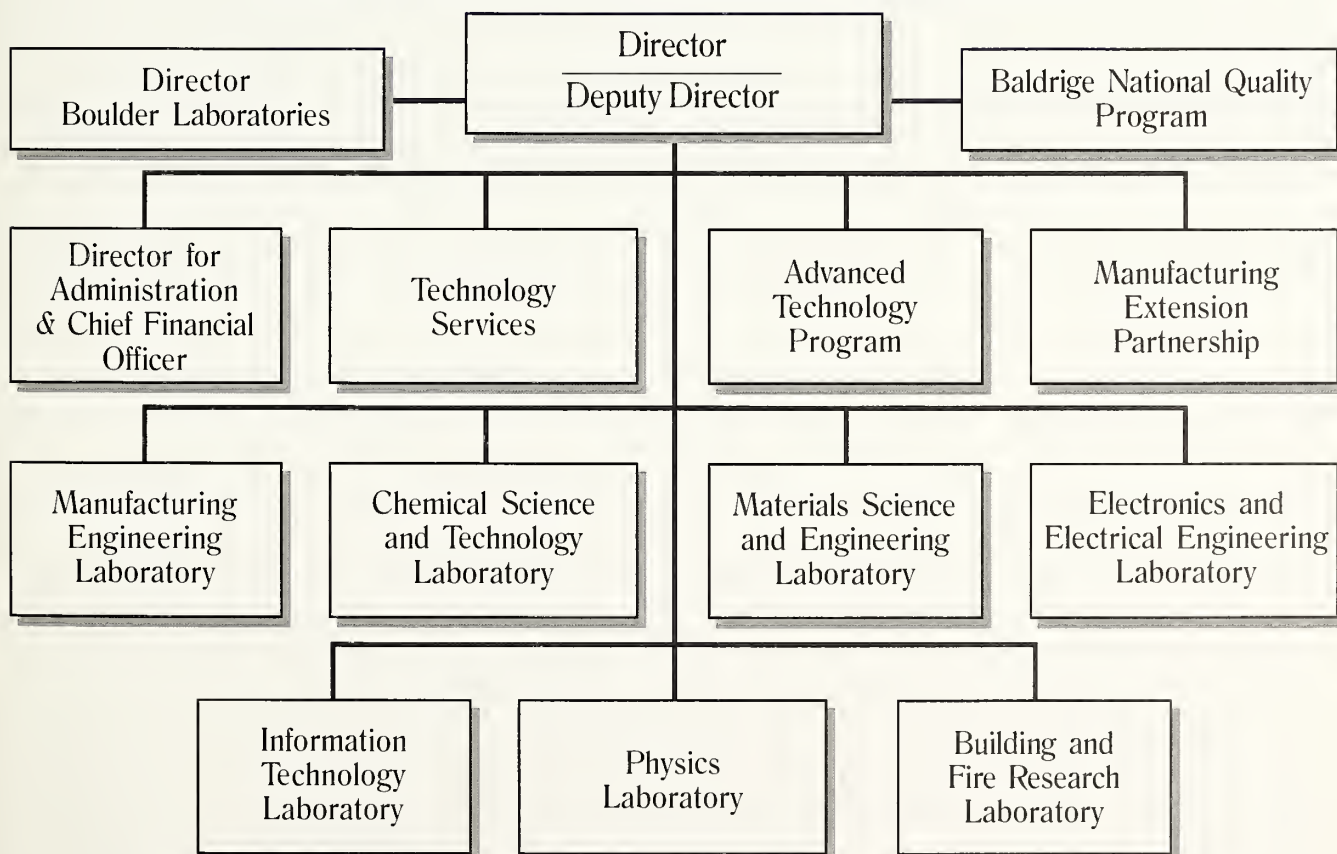 Director
Boulder Laboratories
Director
Deputy Director
Baldrige National Quality
Program
Director for
Administration
& Chief Financial
Officer
Technology
Services
Advanced
Technology
Program
Manufacturing
Extension
Partnership
Manufacturing
Engineering
Laboratory
Chemical Science
and Technology
Laboratory
Materials Science
and Engineering
Laboratory
Electronics and
Electrical Engineering
Laboratory
Information
Technology
Laboratory
Physics
Laboratory
Building and
Fire Research
Laboratory